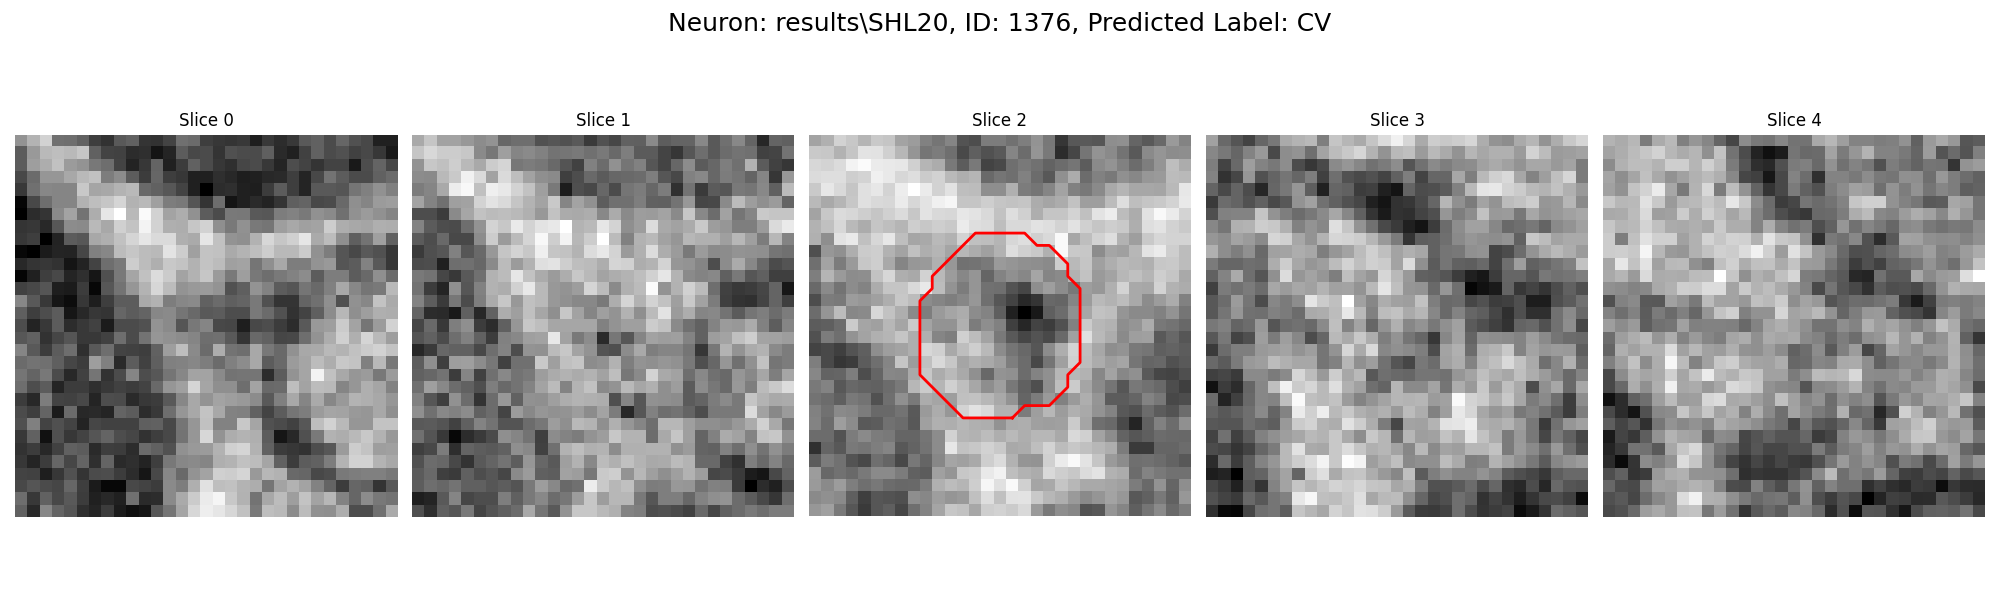 Neuron: results\SHL20, ID: 1376, Predicted Label: CV
Slice 0
Slice 1
Slice 2
Slice 3
Slice 4